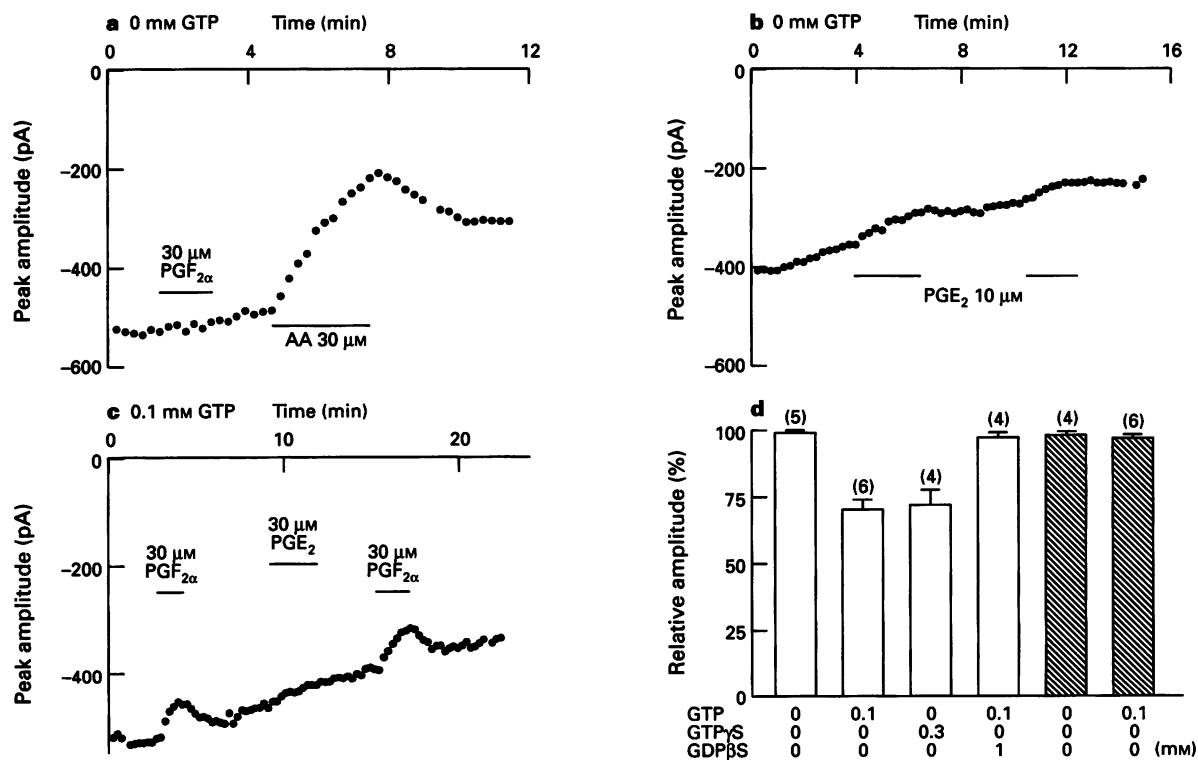 a 0 mM GTP Time (min)
0 4 8 12
0
−200
−400
−600
Peak amplitude (pA)
30 μM
PGF2α
AA 30 μM
b 0 mM GTP Time (min)
0 4 8 12 16
0
−200
−400
−600
Peak amplitude (pA)
PGE2 10 μM
c 0.1 mM GTP Time (min)
0 10 20
0
−200
−400
Peak amplitude (pA)
30 μM
PGF2α
30 μM
PGE2
30 μM
PGF2α
d
100
75
50
25
0
Relative amplitude (%)
(5) (6) (4) (4) (4) (6)
GTP 0 0.1 0 0.1 0 0.1
GTPγS 0 0 0.3 0 0 0
GDPβS 0 0 0 1 0 0 (mM)